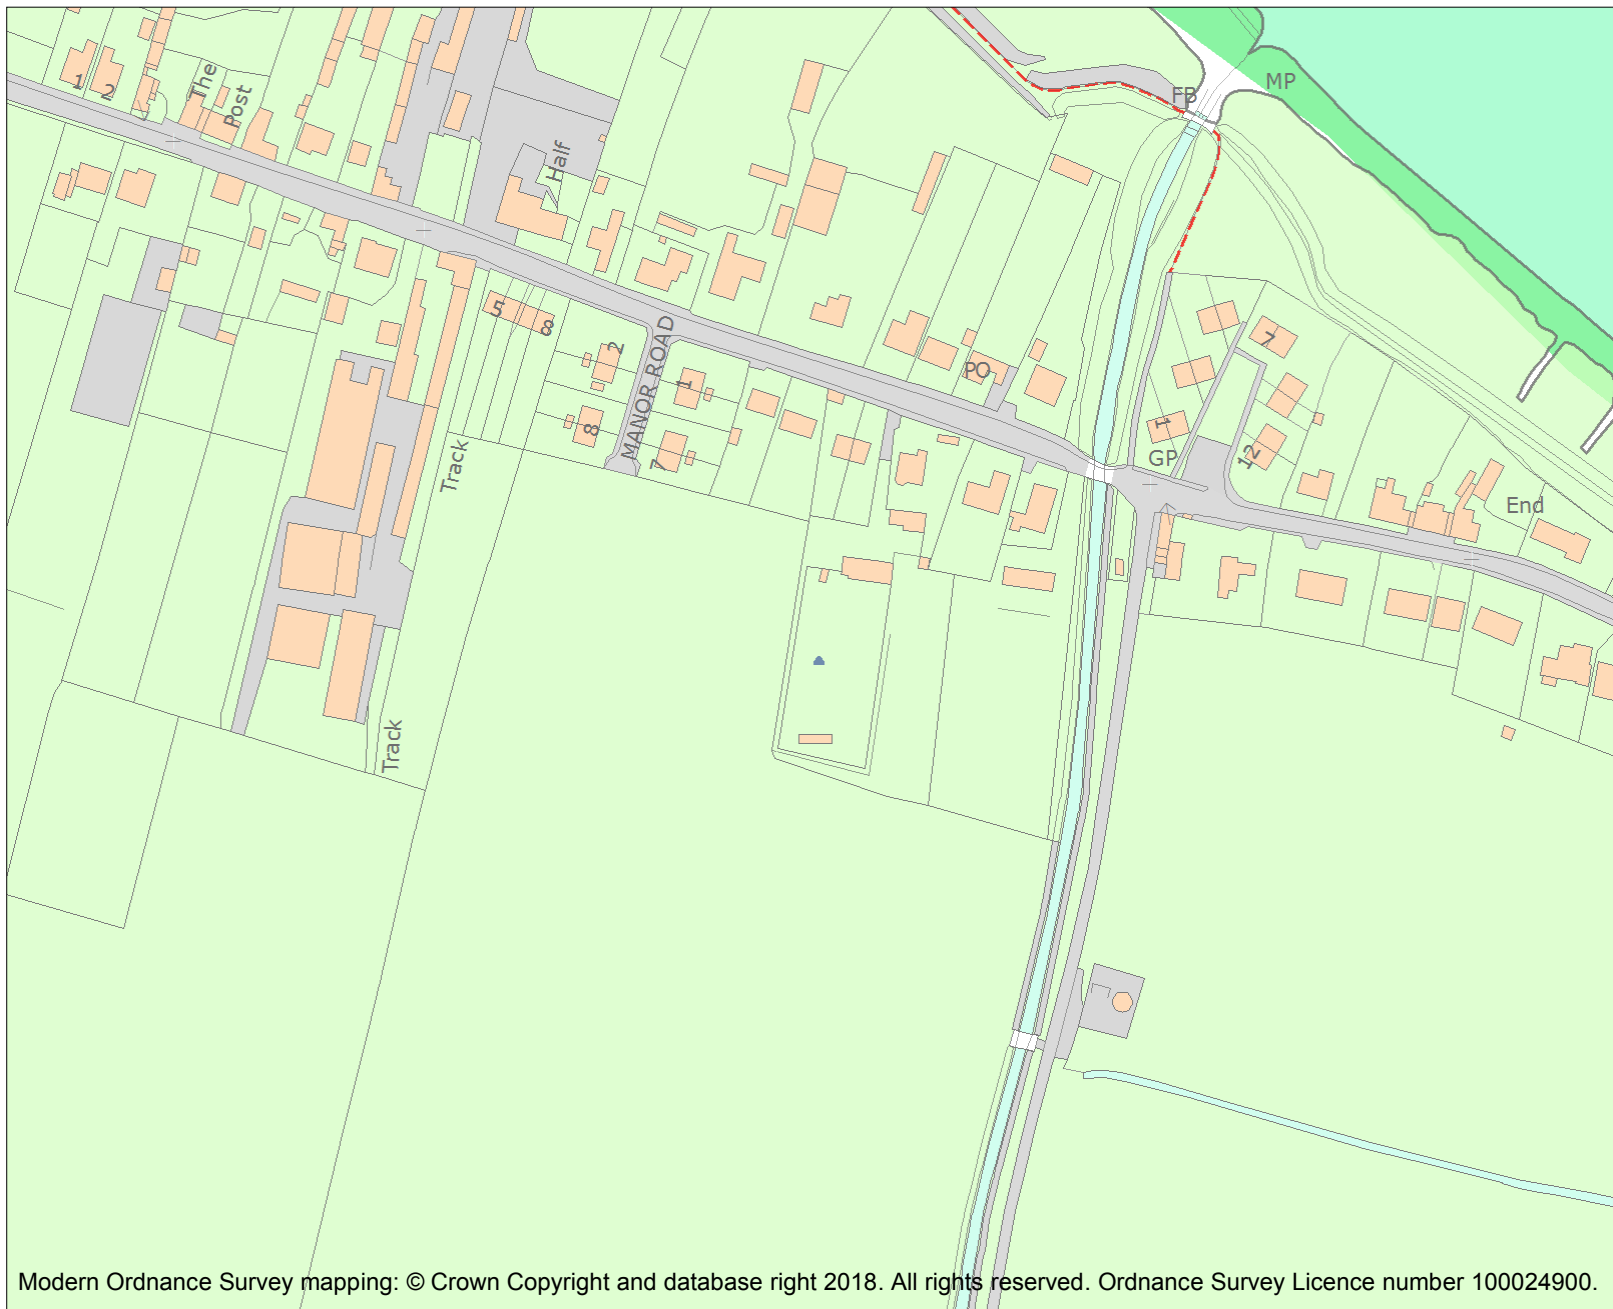 MP
FB
1
2
The
Post
Half
5
8
2
MANOR ROAD
1
8
7
PO
7
1
GP
12
End
Track
Track
Modern Ordnance Survey mapping: © Crown Copyright and database right 2018. All rights reserved. Ordnance Survey Licence number 100024900.